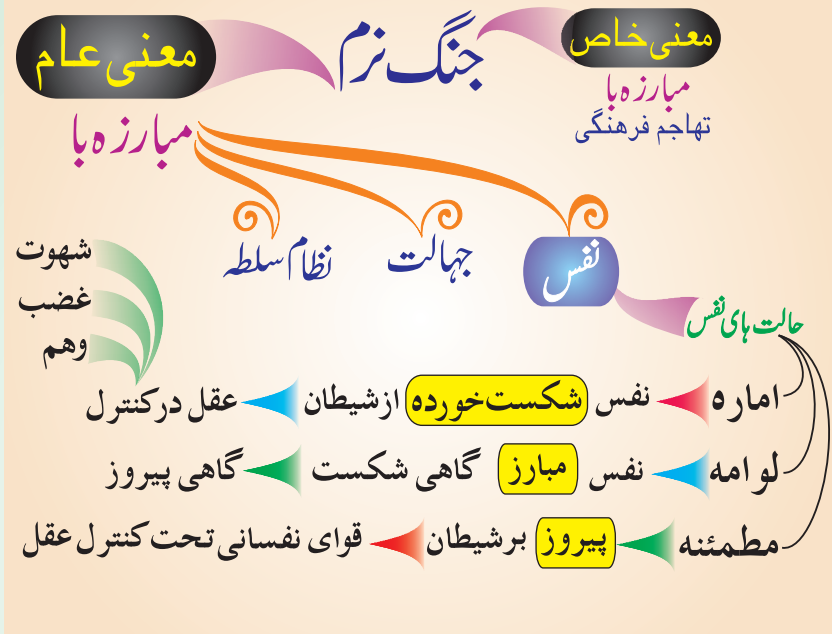 جنگ نرم
معنی خاص
مبارزه با
تهاجم فرهنگی
معنی عام
مبارزه با
نفس
جهالت
نظام سلطه
حالت های نفس
شهوت
غضب
وهم
اماره نفس شکست خورده از شیطان عقل در کنترل
لوامه نفس مبارز گاهی شکست گاهی پیروز
مطمئنه پیروز بر شیطان قوای نفسانی تحت کنترل عقل